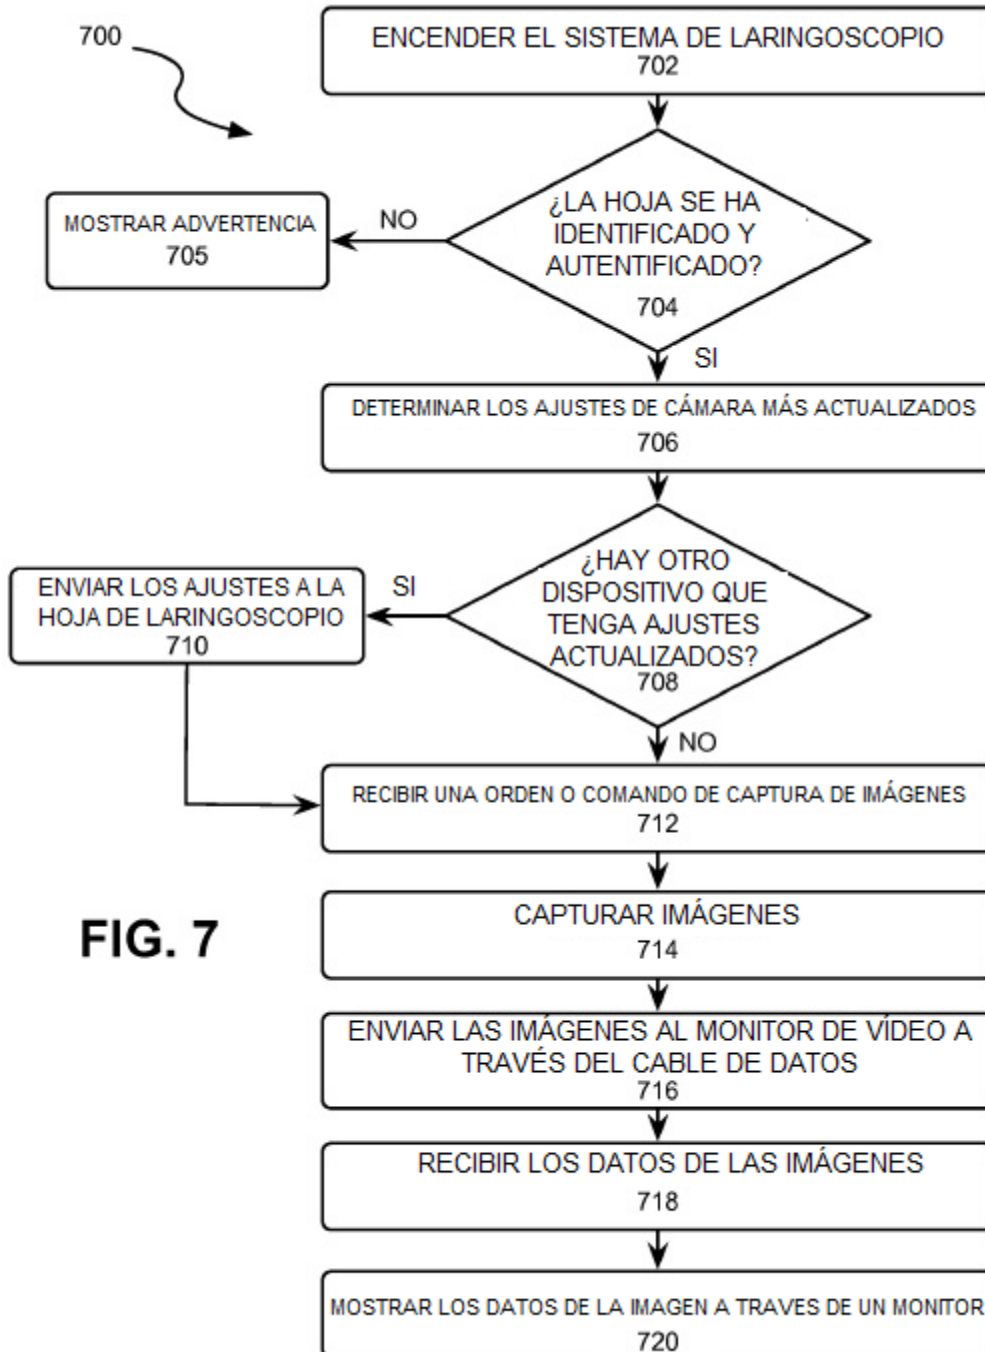 700
ENCENDER EL SISTEMA DE LARINGOSCOPIO
702
¿LA HOJA SE HA
IDENTIFICADO Y
AUTENTIFICADO?
704
NO
MOSTRAR ADVERTENCIA
705
SI
DETERMINAR LOS AJUSTES DE CÁMARA MÁS ACTUALIZADOS
706
¿HAY OTRO
DISPOSITIVO QUE
TENGA AJUSTES
ACTUALIZADOS?
708
SI
ENVIAR LOS AJUSTES A LA
HOJA DE LARINGOSCOPIO
710
NO
RECIBIR UNA ORDEN O COMANDO DE CAPTURA DE IMÁGENES
712
CAPTURAR IMÁGENES
714
FIG. 7
ENVIAR LAS IMÁGENES AL MONITOR DE VÍDEO A
TRAVÉS DEL CABLE DE DATOS
716
RECIBIR LOS DATOS DE LAS IMÁGENES
718
MOSTRAR LOS DATOS DE LA IMAGEN A TRAVES DE UN MONITOR
720